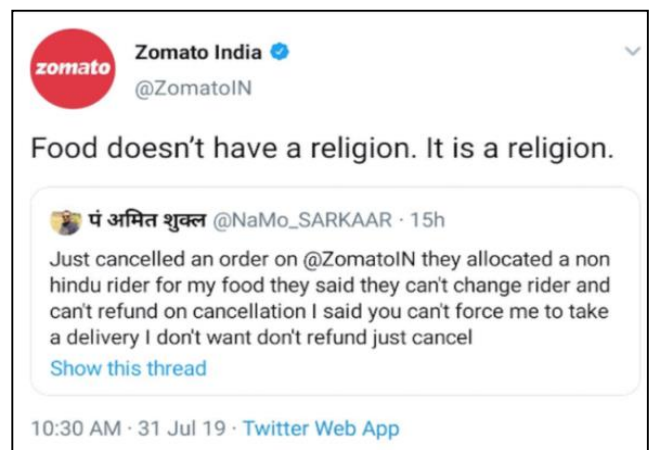 zomato
Zomato India
@ZomatoIN
Food doesn't have a religion. It is a religion.
पं अमित शुक्ल @NaMo_SARKAAR · 15h
Just cancelled an order on @ZomatoIN they allocated a non
hindu rider for my food they said they can't change rider and
can't refund on cancellation I said you can't force me to take
a delivery I don't want don't refund just cancel
Show this thread
10:30 AM · 31 Jul 19 · Twitter Web App